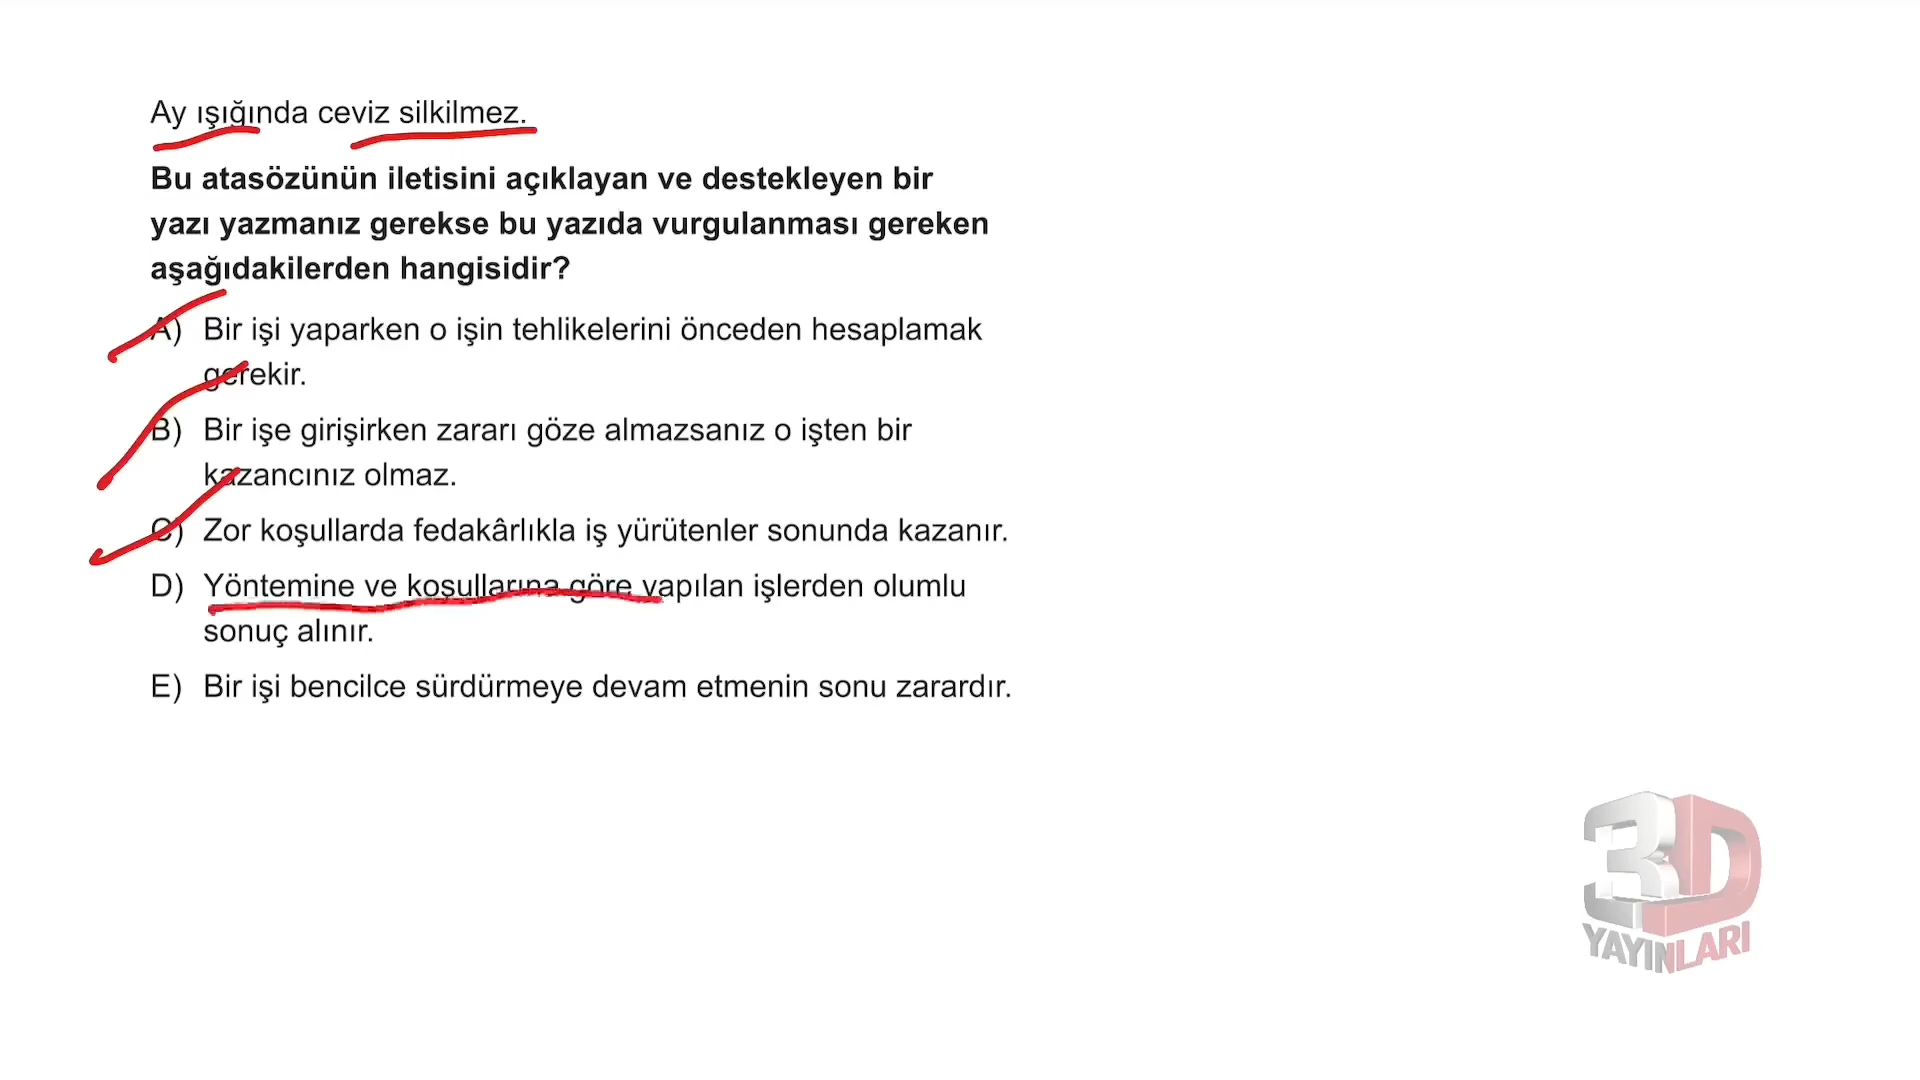 Ay ışığında ceviz silkilmez.
Bu atasözünün iletisini açıklayan ve destekleyen bir
yazı yazmanız gerekse bu yazıda vurgulanması gereken
aşağıdakilerden hangisidir?
A) Bir işi yaparken o işin tehlikelerini önceden hesaplamak
gerekir.
B) Bir işe girişirken zararı göze almazsanız o işten bir
kazancınız olmaz.
C) Zor koşullarda fedakârlıkla iş yürütenler sonunda kazanır.
D) Yöntemine ve koşullarına göre yapılan işlerden olumlu
sonuç alınır.
E) Bir işi bencilce sürdürmeye devam etmenin sonu zarardır.
3D
YAYINLARI